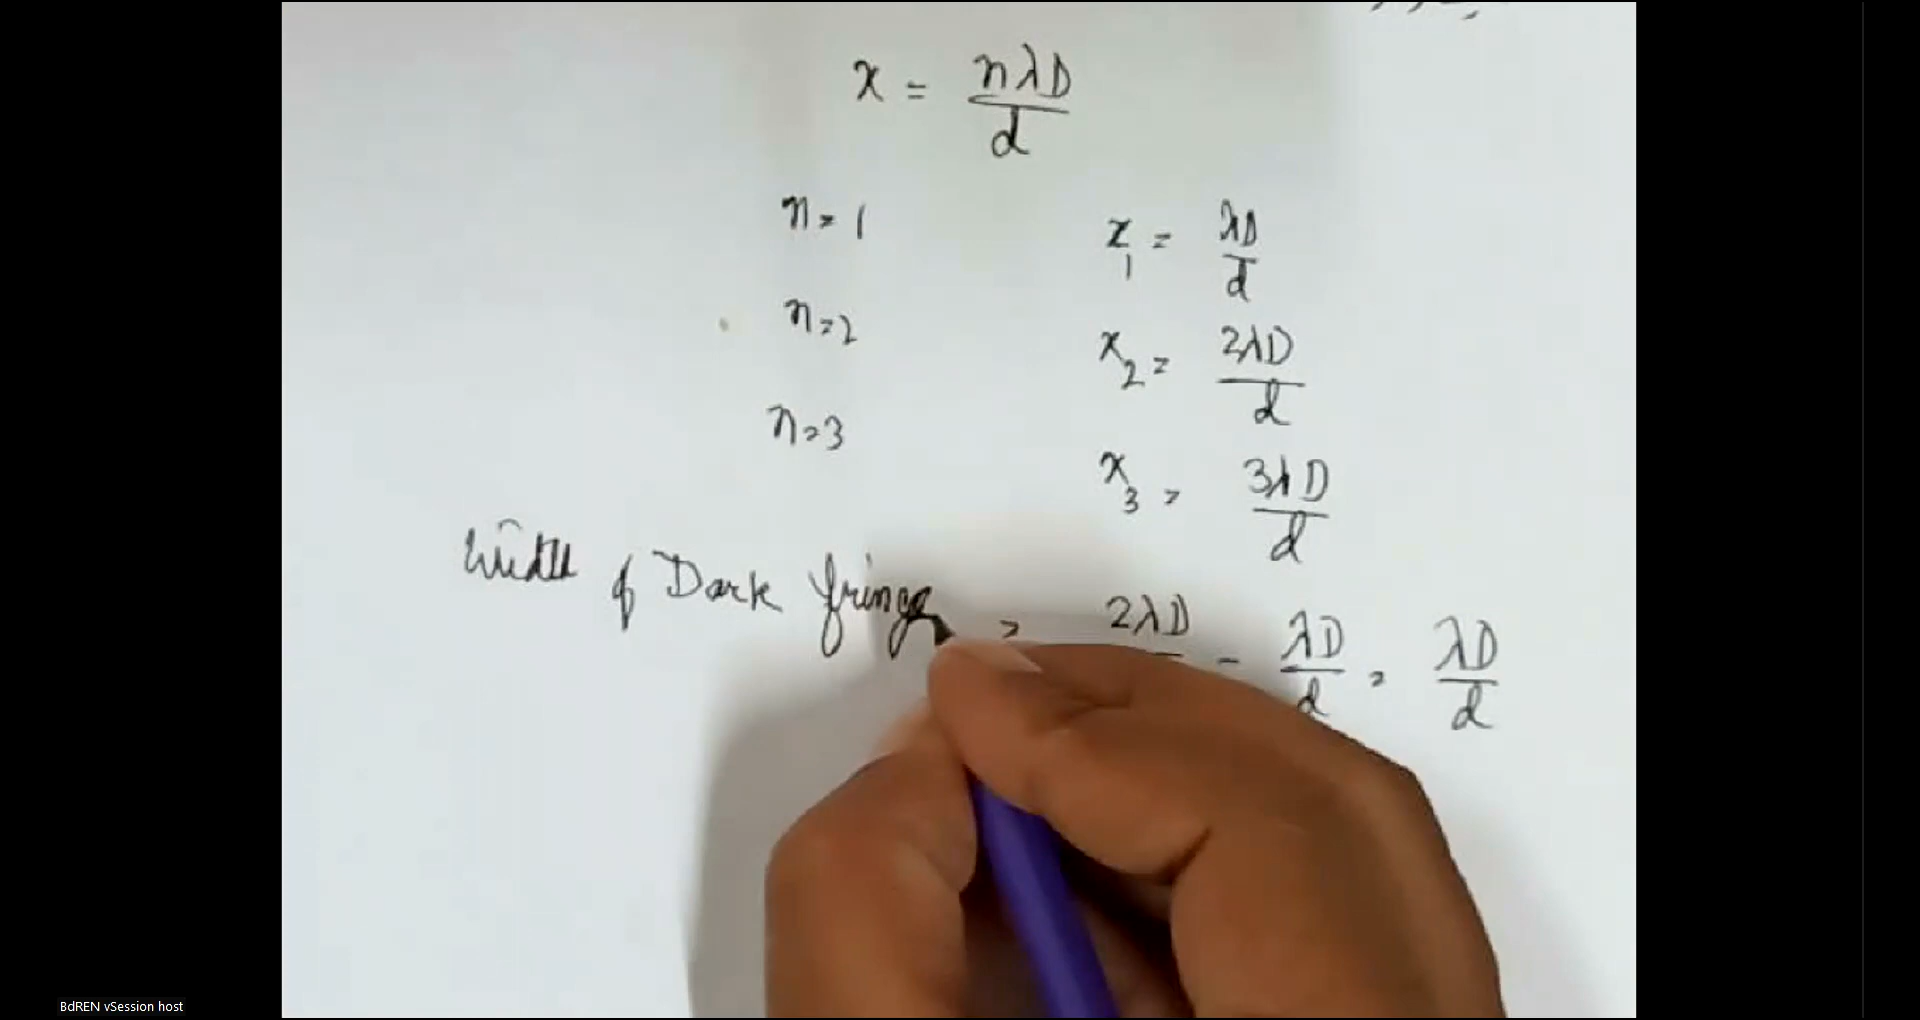 x = nλD/d
n = 1 x₁ = λD/d
n = 2 x₂ = 2λD/d
n = 3 x₃ = 3λD/d
Width of Dark fringe = 2λD - λD/d = λD/d
BdREN vSession host